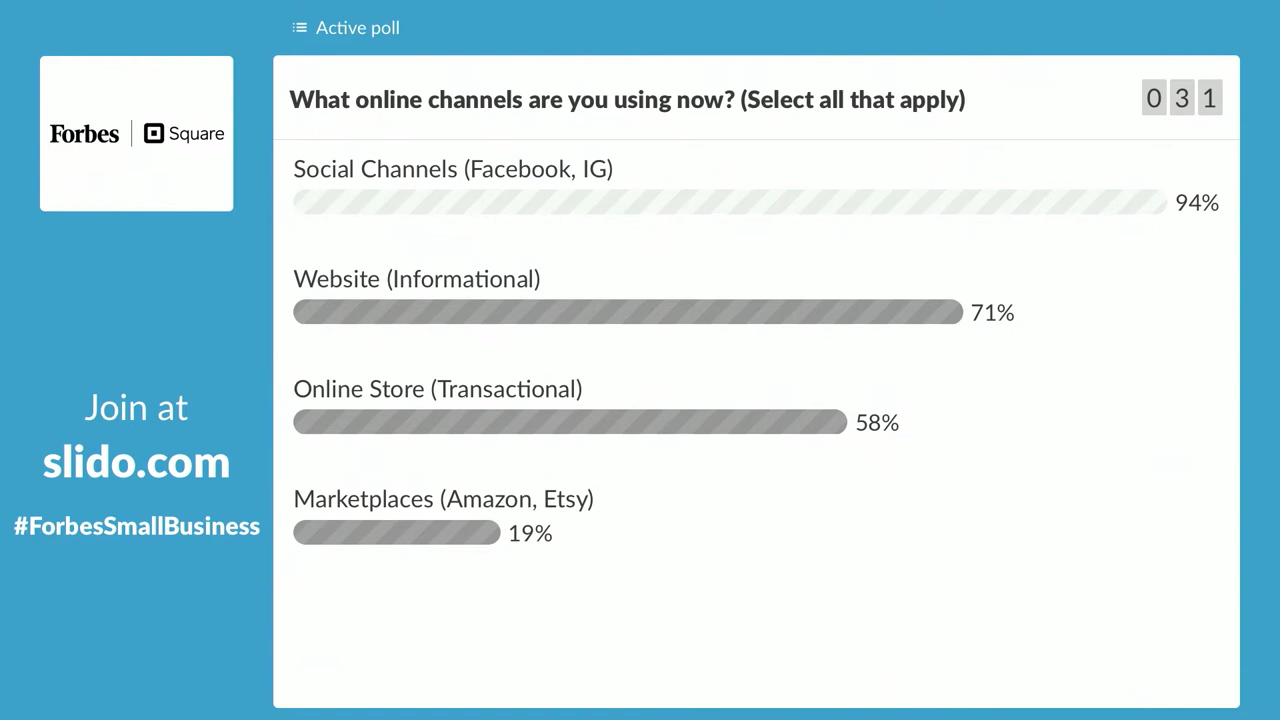 Active poll
Forbes | Square
What online channels are you using now? (Select all that apply)
031
Social Channels (Facebook, IG)
94%
Website (Informational)
71%
Online Store (Transactional)
58%
Marketplaces (Amazon, Etsy)
19%
Join at
slido.com
#ForbesSmallBusiness